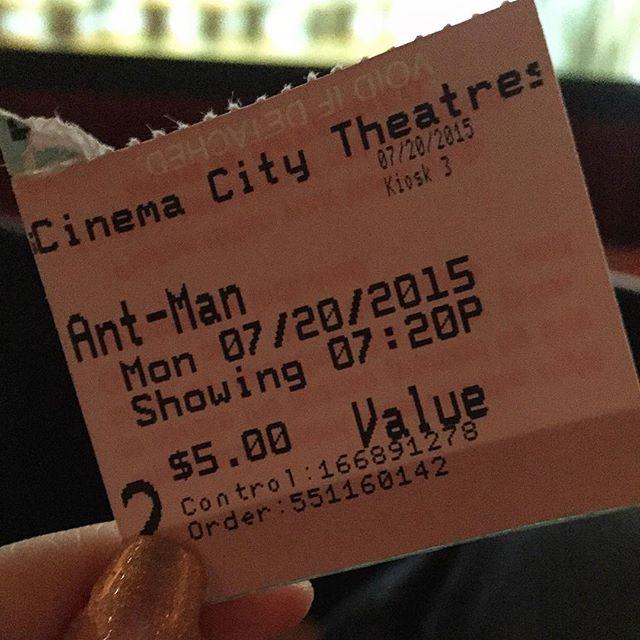 VOID IF DETACHED
Cinema City Theatres
07/20/2015
Kiosk 3
Ant-Man
Mon 07/20/2015
Showing 07:20P
$5.00 Value
Control:166891278
Order:551160142
2